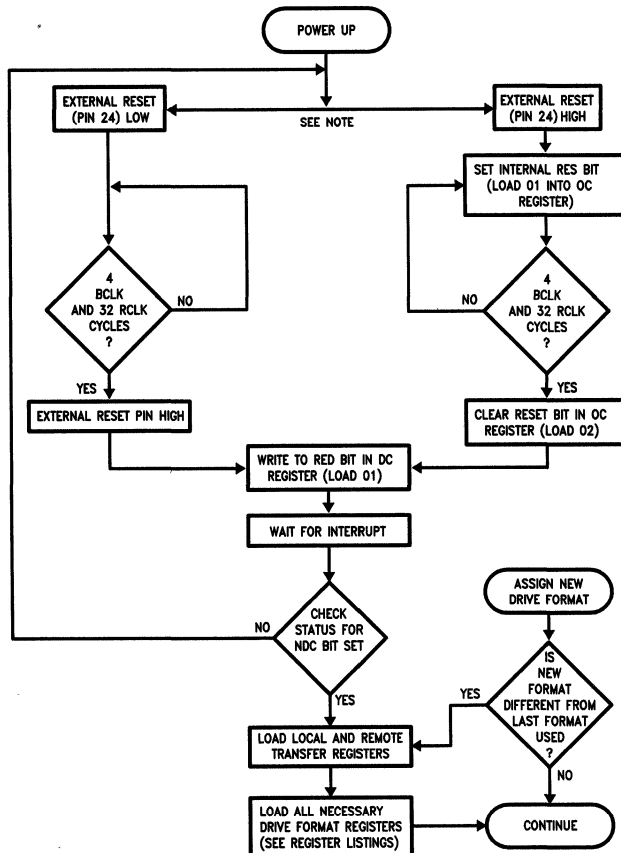 POWER UP
EXTERNAL RESET
(PIN 24) LOW
SEE NOTE
EXTERNAL RESET
(PIN 24) HIGH
SET INTERNAL RES BIT
(LOAD 01 INTO OC
REGISTER)
4
BCLK
AND 32 RCLK
CYCLES
?
NO
YES
4
BCLK
AND 32 RCLK
CYCLES
?
NO
YES
EXTERNAL RESET PIN HIGH
CLEAR RESET BIT IN OC
REGISTER (LOAD 02)
WRITE TO RED BIT IN DC
REGISTER (LOAD 01)
WAIT FOR INTERRUPT
CHECK
STATUS FOR
NDC BIT SET
NO
YES
ASSIGN NEW
DRIVE FORMAT
IS
NEW
FORMAT
DIFFERENT FROM
LAST FORMAT
USED
?
YES
NO
LOAD LOCAL AND REMOTE
TRANSFER REGISTERS
LOAD ALL NECESSARY
DRIVE FORMAT REGISTERS
(SEE REGISTER LISTINGS)
CONTINUE